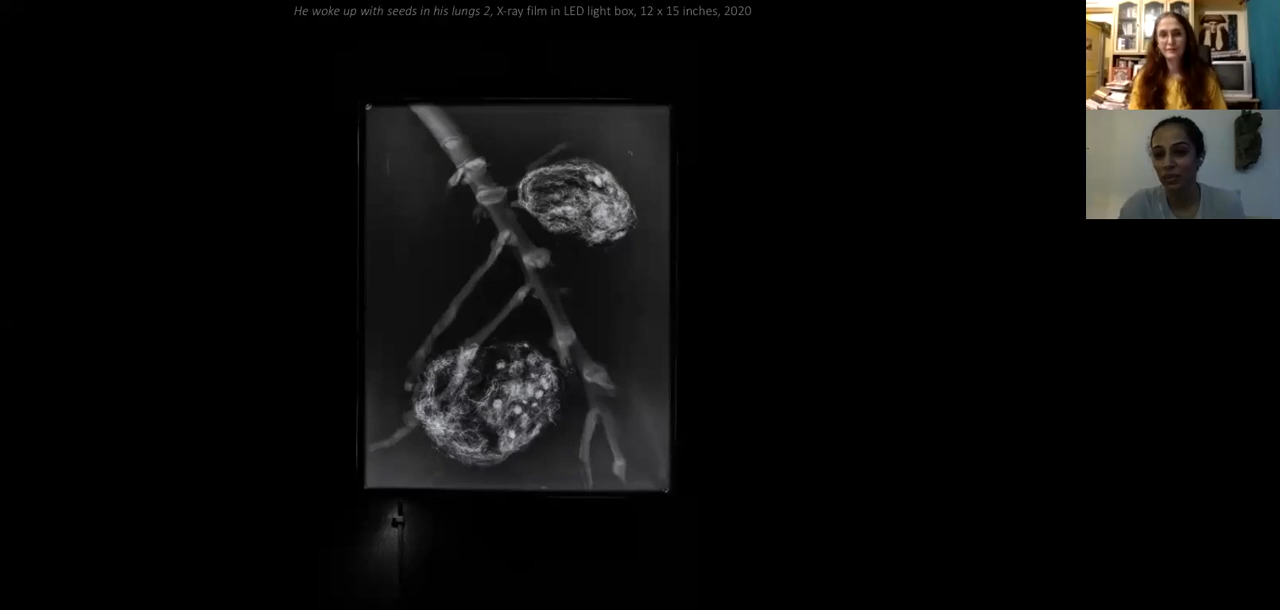 He woke up with seeds in his lungs 2, X-ray film in LED light box, 12 x 15 inches, 2020